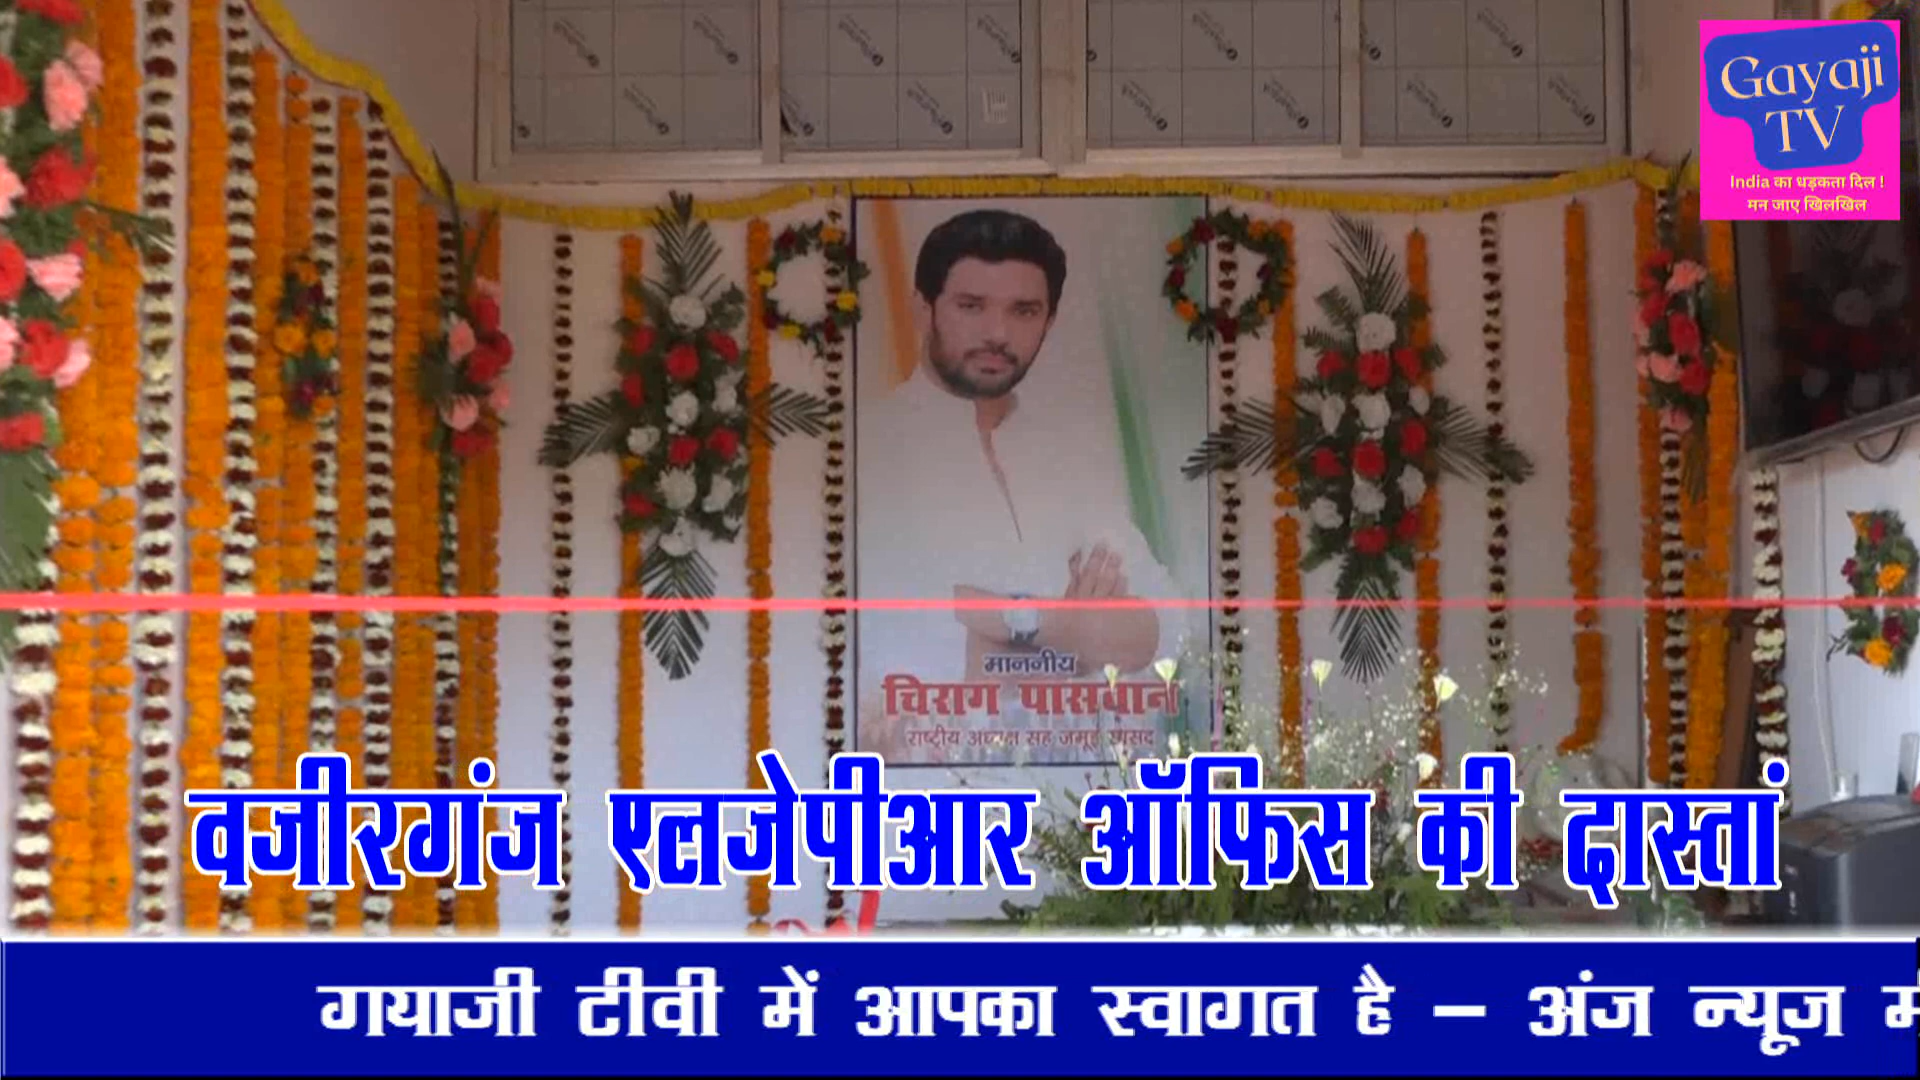 Gayaji
TV
India का धड़कता दिल !
मन जाए खिलखिल
माननीय
चिराग पासवान
राष्ट्रीय अध्यक्ष सह जमूई सांसद
वजीरगंज एलजेपीआर ऑफिस की दास्तां
गयाजी टीवी में आपका स्वागत है – अंज न्यूज